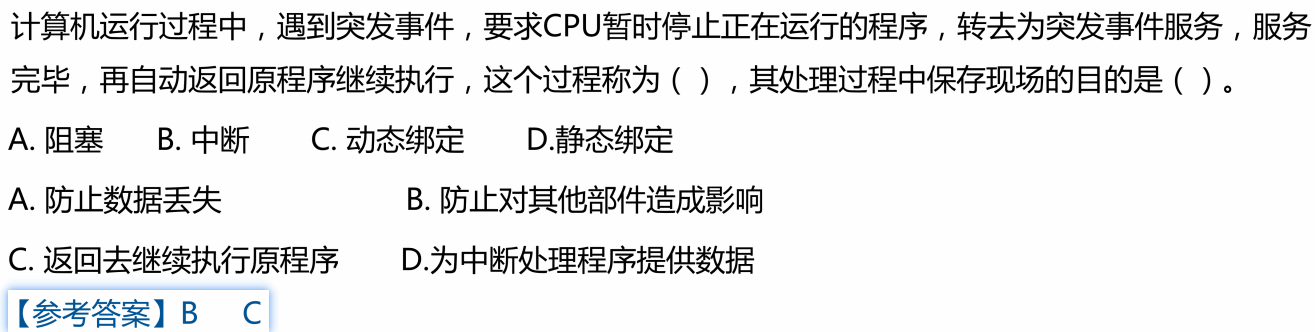 计算机运行过程中，遇到突发事件，要求CPU暂时停止正在运行的程序，转去为突发事件服务，服务
完毕，再自动返回原程序继续执行，这个过程称为（ ），其处理过程中保存现场的目的是（ ）。
A. 阻塞 B. 中断 C. 动态绑定 D.静态绑定
A. 防止数据丢失 B. 防止对其他部件造成影响
C. 返回去继续执行原程序 D.为中断处理程序提供数据
【参考答案】B C